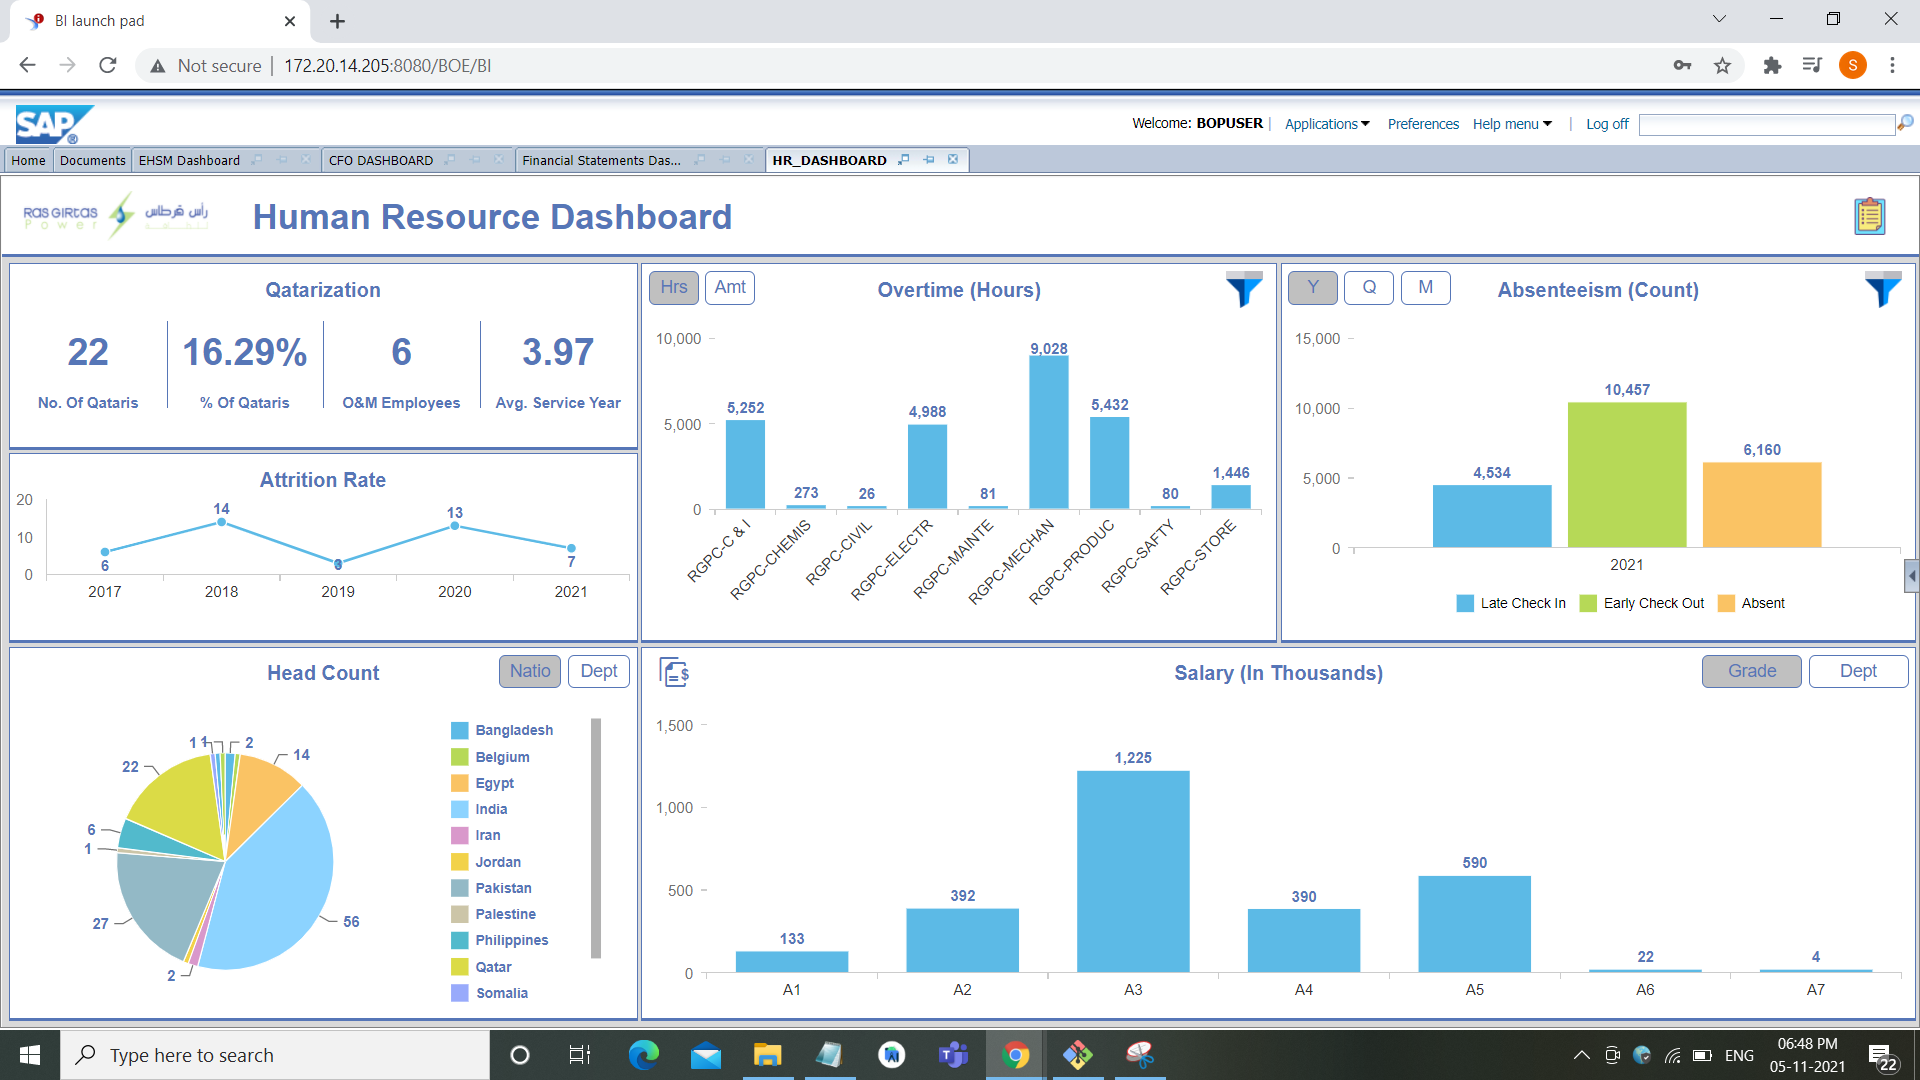 BI launch pad
Not secure | 172.20.14.205:8080/BOE/BI
S
SAP
Welcome: BOPUSER | Applications Preferences Help menu | Log off
Home Documents EHSM Dashboard CFO DASHBOARD Financial Statements Das... HR_DASHBOARD
RAS GIRTAS
Power
رأس قرطاس
Human Resource Dashboard
Qatarization
22 16.29% 6 3.97
No. Of Qataris % Of Qataris O&M Employees Avg. Service Year
Attrition Rate
20
10
0
6 14 3 13 7
2017 2018 2019 2020 2021
Hrs Amt Overtime (Hours)
10,000
5,000
0
5,252 273 26 4,988 81 9,028 5,432 80 1,446
RGPC-C & I
RGPC-CHEMIS
RGPC-CIVIL
RGPC-ELECTR
RGPC-MAINTE
RGPC-MECHAN
RGPC-PRODUC
RGPC-SAFTY
RGPC-STORE
Y Q M Absenteeism (Count)
15,000
10,000
5,000
0
4,534 10,457 6,160
2021
Late Check In Early Check Out Absent
Head Count Natio Dept
1 1 2
14
22
6
1
27
56
2
Bangladesh
Belgium
Egypt
India
Iran
Jordan
Pakistan
Palestine
Philippines
Qatar
Somalia
Salary (In Thousands) Grade Dept
1,500
1,000
500
0
133 392 1,225 390 590 22 4
A1 A2 A3 A4 A5 A6 A7
Type here to search
ENG
06:48 PM
05-11-2021
22